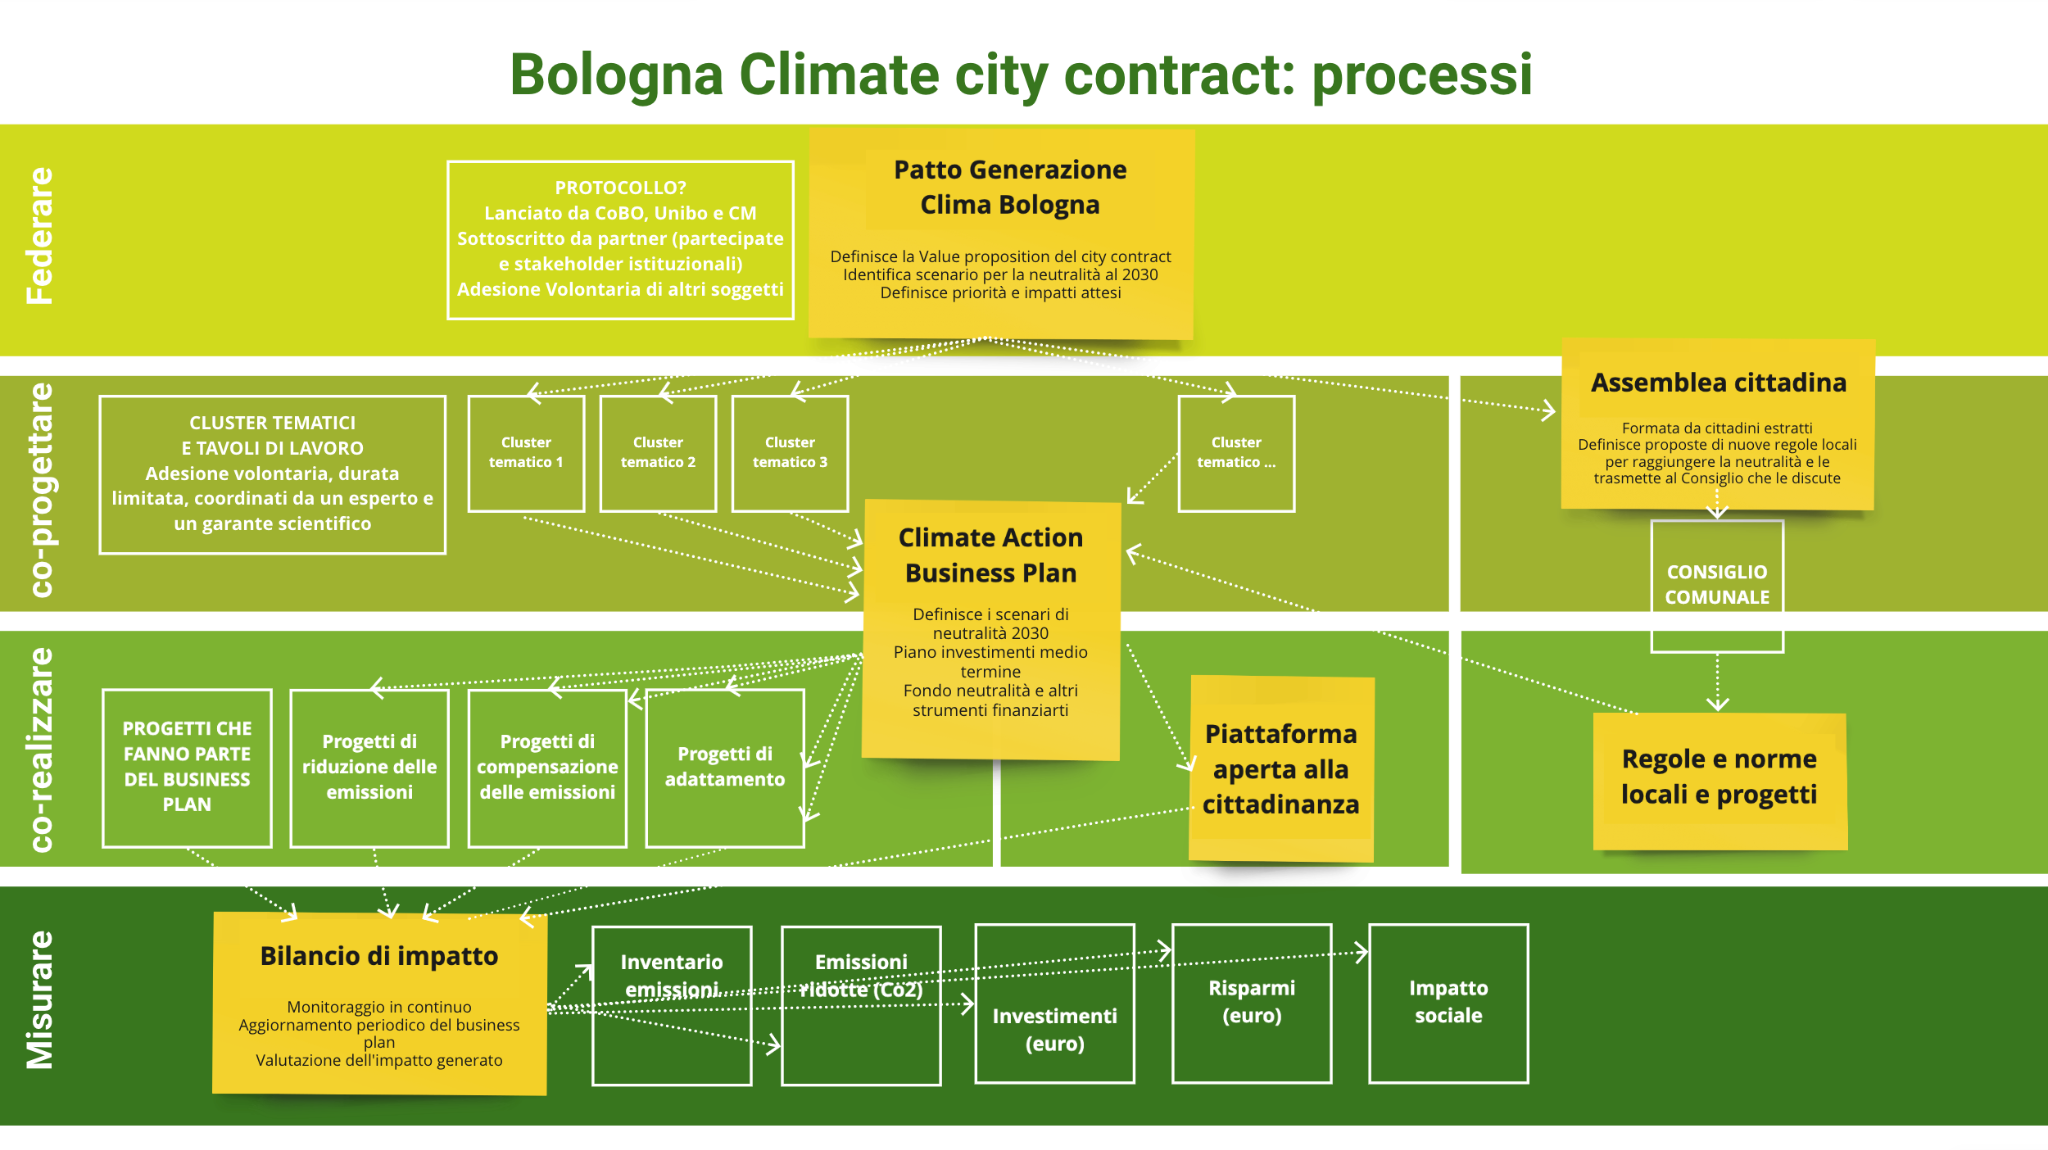 Bologna Climate city contract: processi
Federare
PROTOCOLLO?
Lanciato da CoBO, Unibo e CM
Sottoscritto da partner (partecipate
e stakeholder istituzionali)
Adesione Volontaria di altri soggetti
Patto Generazione
Clima Bologna
Definisce la Value proposition del city contract
Identifica scenario per la neutralità al 2030
Definisce priorità e impatti attesi
co-progettare
CLUSTER TEMATICI
E TAVOLI DI LAVORO
Adesione volontaria, durata
limitata, coordinati da un esperto e
un garante scientifico
Cluster
tematico 1
Cluster
tematico 2
Cluster
tematico 3
Cluster
tematico ...
Assemblea cittadina
Formata da cittadini estratti
Definisce proposte di nuove regole locali
per raggiungere la neutralità e le
trasmette al Consiglio che le discute
CONSIGLIO
COMUNALE
Climate Action
Business Plan
Definisce i scenari di
neutralità 2030
Piano investimenti medio
termine
Fondo neutralità e altri
strumenti finanziarti
co-realizzare
PROGETTI CHE
FANNO PARTE
DEL BUSINESS
PLAN
Progetti di
riduzione delle
emissioni
Progetti di
compensazione
delle emissioni
Progetti di
adattamento
Piattaforma
aperta alla
cittadinanza
Regole e norme
locali e progetti
Misurare
Bilancio di impatto
Monitoraggio in continuo
Aggiornamento periodico del business
plan
Valutazione dell'impatto generato
Inventario
emissioni
Emissioni
ridotte (Co2)
Investimenti
(euro)
Risparmi
(euro)
Impatto
sociale